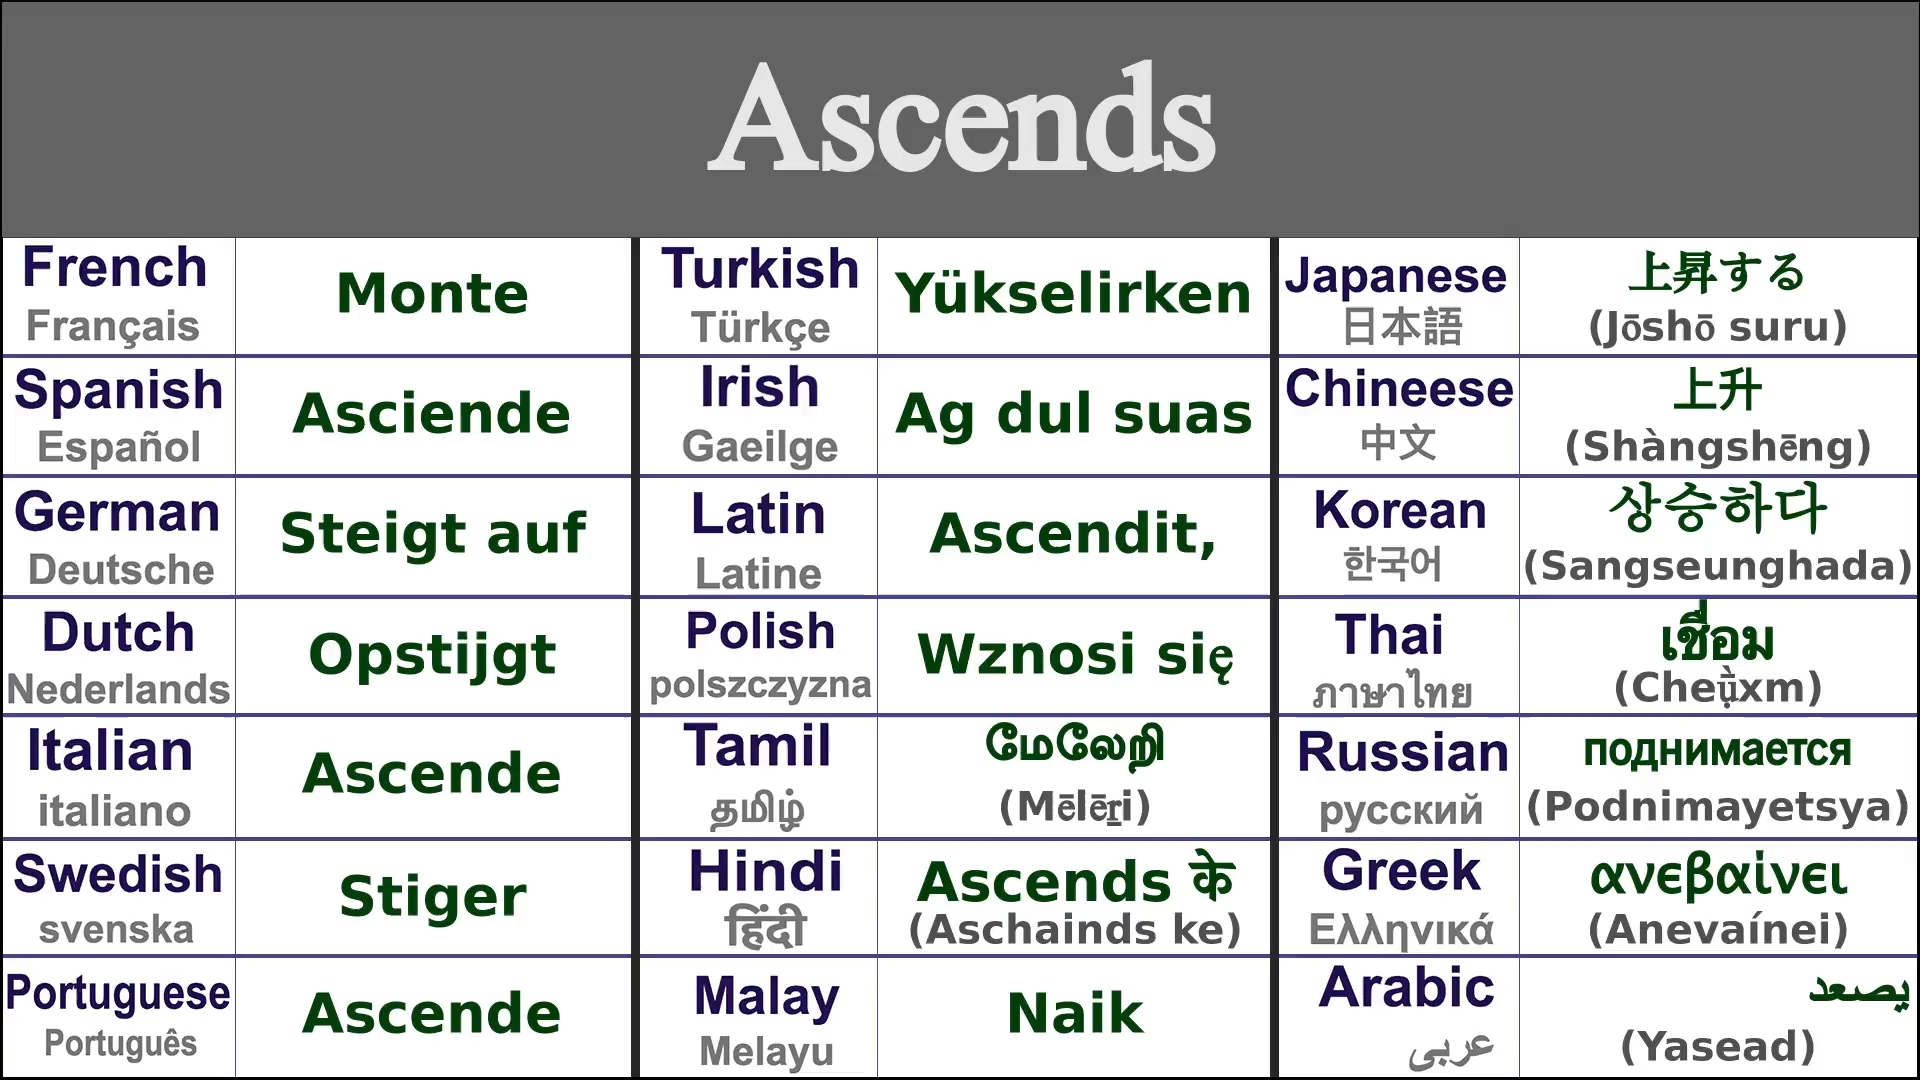 Ascends
French
Français
Monte
Spanish
Español
Asciende
German
Deutsche
Steigt auf
Dutch
Nederlands
Opstijgt
Italian
italiano
Ascende
Swedish
svenska
Stiger
Portuguese
Português
Ascende
Turkish
Türkçe
Yükselirken
Irish
Gaeilge
Ag dul suas
Latin
Latine
Ascendit,
Polish
polszczyzna
Wznosi się
Tamil
தமிழ்
மேலேறி
(Mēlēṟi)
Hindi
हिंदी
Ascends के
(Aschainds ke)
Malay
Melayu
Naik
Japanese
日本語
上昇する
(Jōshō suru)
Chineese
中文
上升
(Shàngshēng)
Korean
한국어
상승하다
(Sangseunghada)
Thai
ภาษาไทย
เชื่อม
(Cheụ̄̀xm)
Russian
русский
поднимается
(Podnimayetsya)
Greek
Ελληνικά
ανεβαίνει
(Anevaínei)
Arabic
عربى
يصعد
(Yasead)